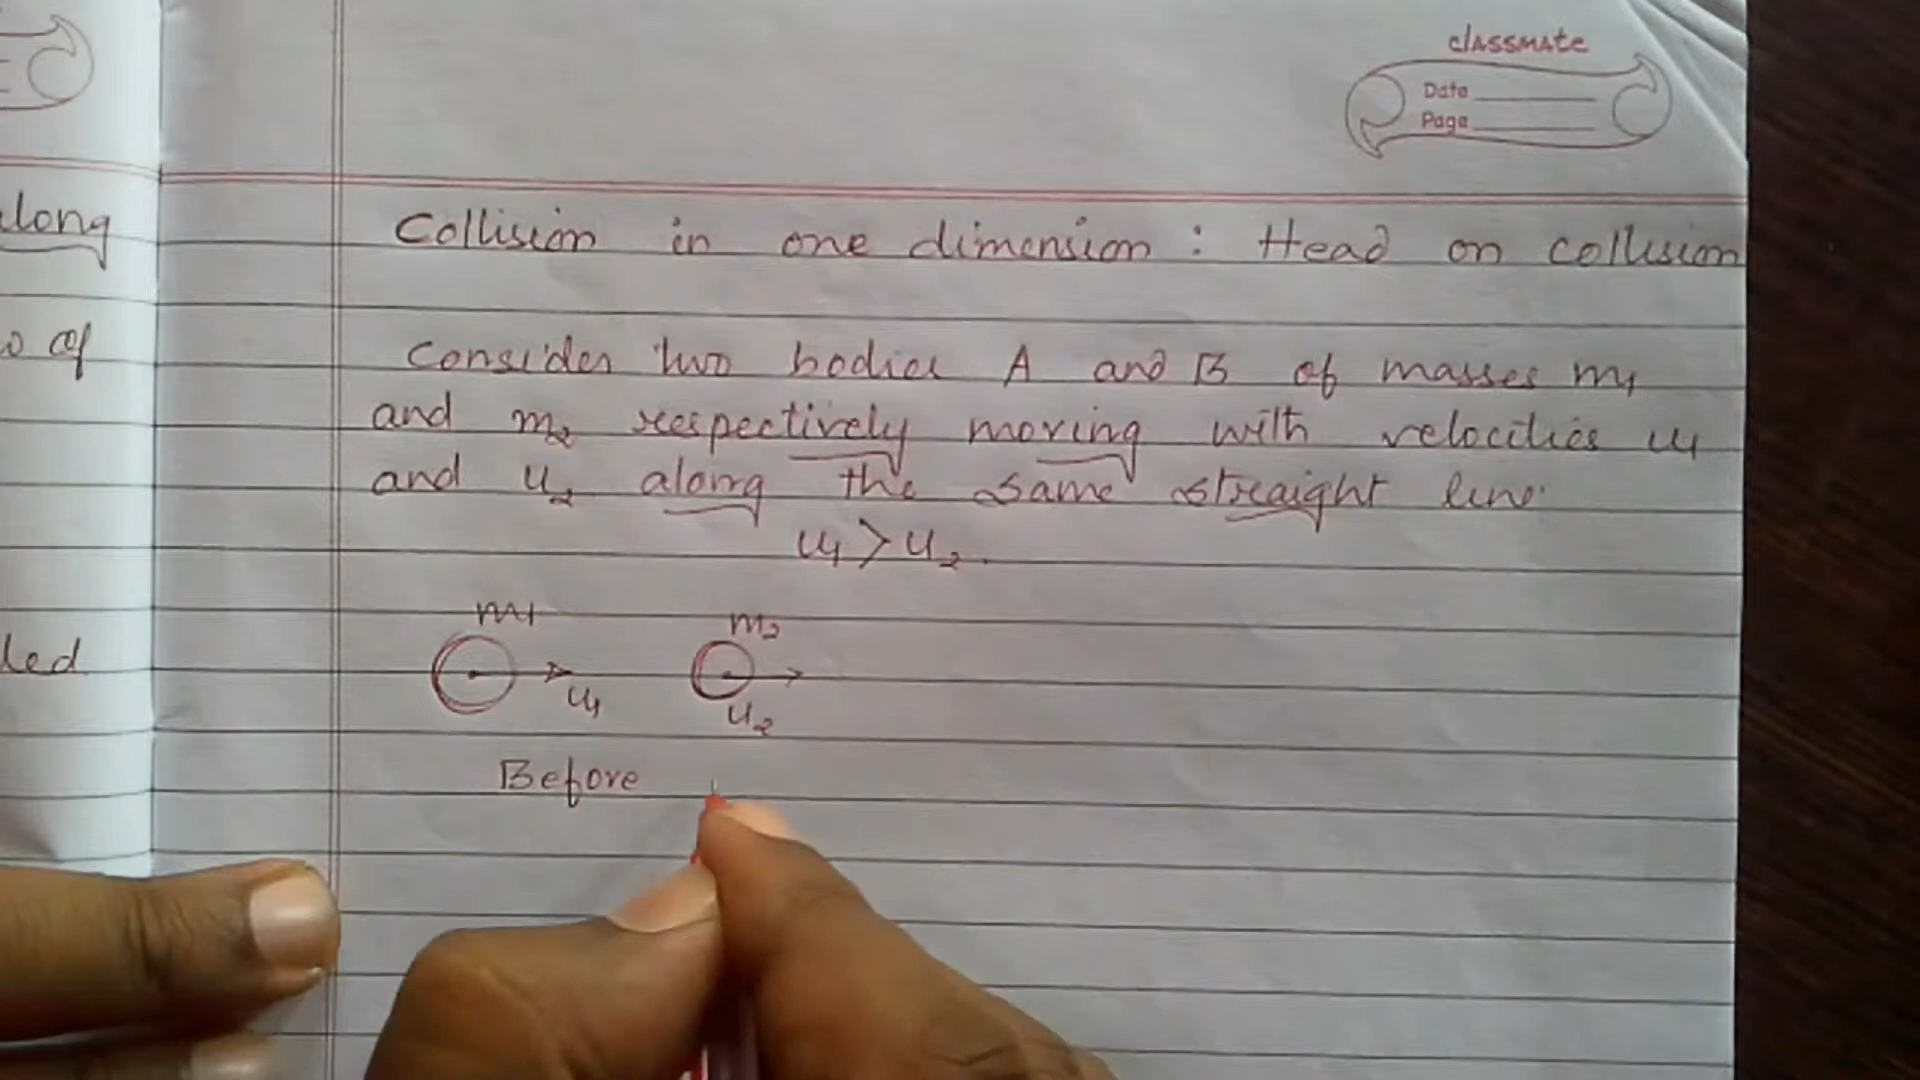 classmate
Date
Page
along
of
led
Collision in one dimension : Head on collision
Consider two bodies A and B of masses m₁
and m₂ respectively moving with velocities u₁
and u₂ along the same straight line.
u₁ > u₂.
m₁ m₂
u₁ u₂
Before